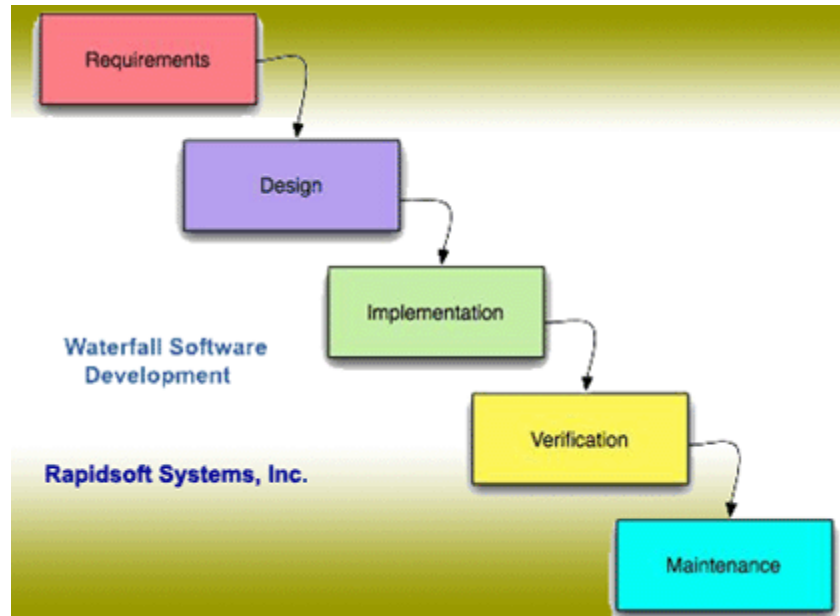 Requirements
Design
Implementation
Waterfall Software
Development
Verification
Rapidsoft Systems, Inc.
Maintenance